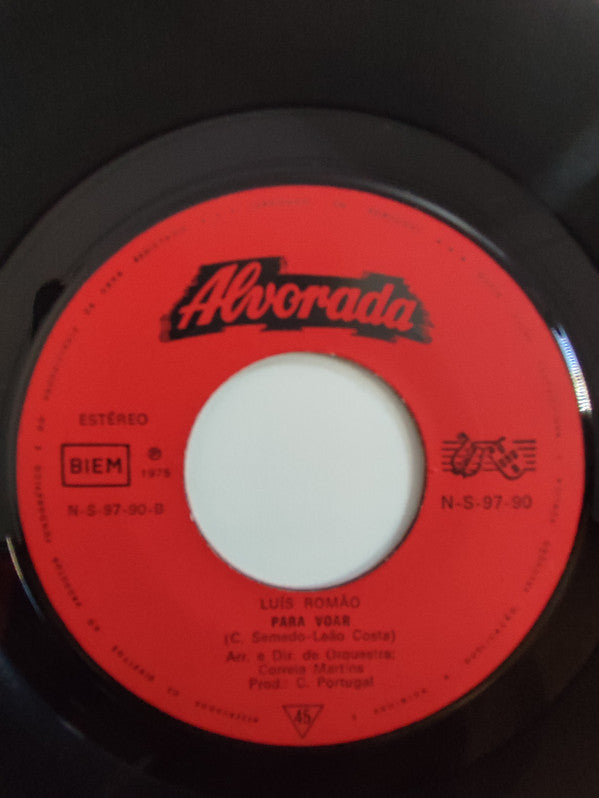 Alvorada
ESTÉREO
BIEM
℗
1975
N-S-97-90-B
N-S-97-90
LUÍS ROMÃO
PARA VOAR
(C. Semedo-Leão Costa)
Arr. e Dir. de Orquestra:
Correia Martins
Prod.: C. Portugal
45